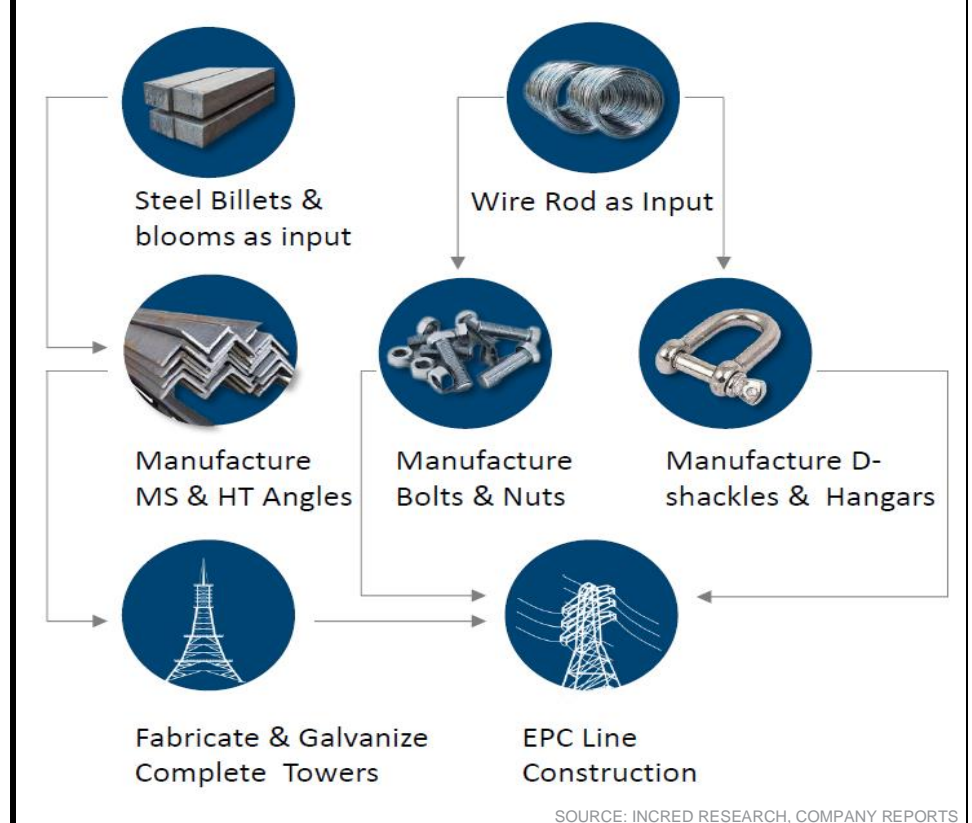 Steel Billets &
blooms as input
Wire Rod as Input
Manufacture
MS & HT Angles
Manufacture
Bolts & Nuts
Manufacture D-
shackles & Hangars
Fabricate & Galvanize
Complete Towers
EPC Line
Construction
SOURCE: INCRED RESEARCH, COMPANY REPORTS